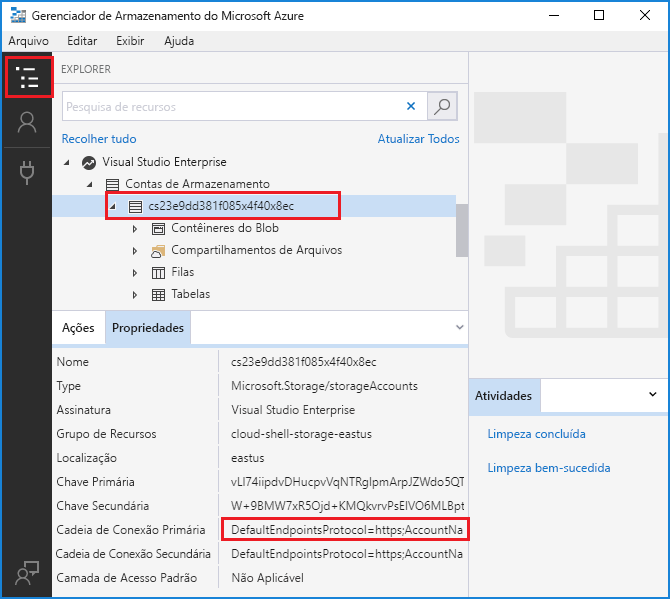 Gerenciador de Armazenamento do Microsoft Azure
Arquivo Editar Exibir Ajuda
EXPLORER
Pesquisa de recursos
Recolher tudo Atualizar Todos
Visual Studio Enterprise
Contas de Armazenamento
cs23e9dd381f085x4f40x8ec
Contêineres do Blob
Compartilhamentos de Arquivos
Filas
Tabelas
Ações Propriedades
Nome cs23e9dd381f085x4f40x8ec
Type Microsoft.Storage/storageAccounts
Assinatura Visual Studio Enterprise
Grupo de Recursos cloud-shell-storage-eastus
Localização eastus
Chave Primária
Chave Secundária
Cadeia de Conexão Primária DefaultEndpointsProtocol=https;AccountNa
Cadeia de Conexão Secundária DefaultEndpointsProtocol=https;AccountNa
Camada de Acesso Padrão Não Aplicável
Atividades
Limpeza concluída
Limpeza bem-sucedida